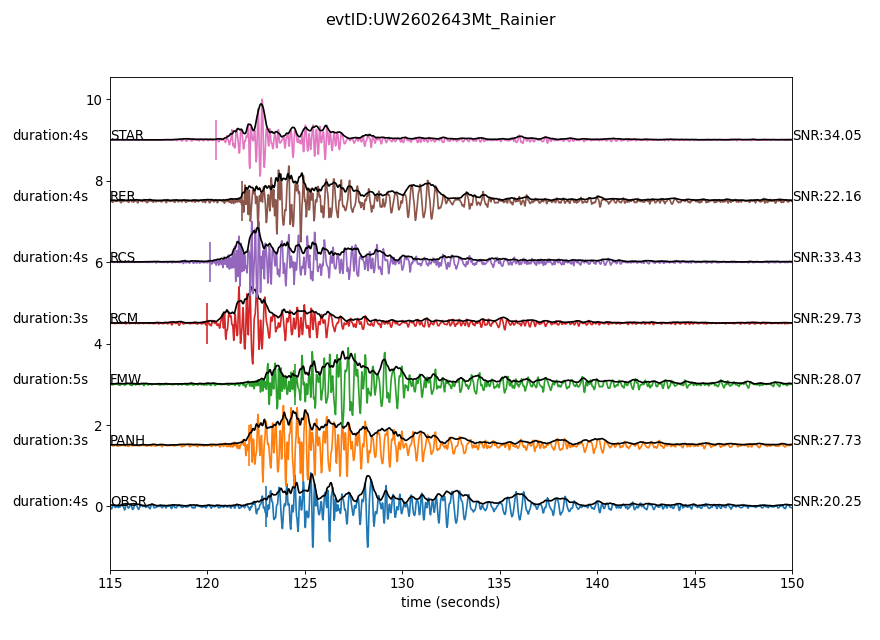 evtID:UW2602643Mt_Rainier
10
duration:4s STAR SNR:34.05
8
duration:4s RER SNR:22.16
duration:4s RCS SNR:33.43
6
duration:3s RCM SNR:29.73
4
duration:5s FMW SNR:28.07
2
duration:3s PANH SNR:27.73
duration:4s OBSR SNR:20.25
0
115 120 125 130 135 140 145 150
time (seconds)